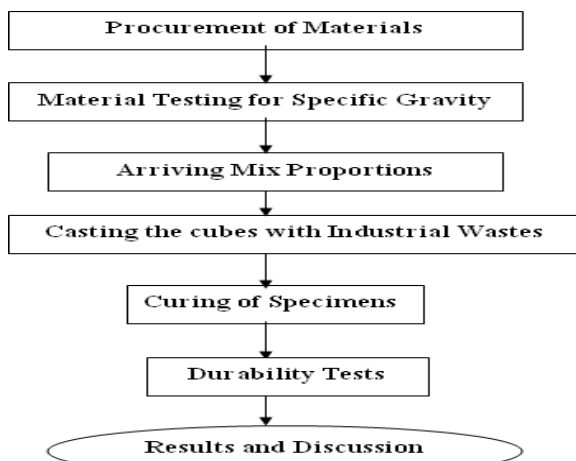 Procurement of Materials
Material Testing for Specific Gravity
Arriving Mix Proportions
Casting the cubes with Industrial Wastes
Curing of Specimens
Durability Tests
Results and Discussion